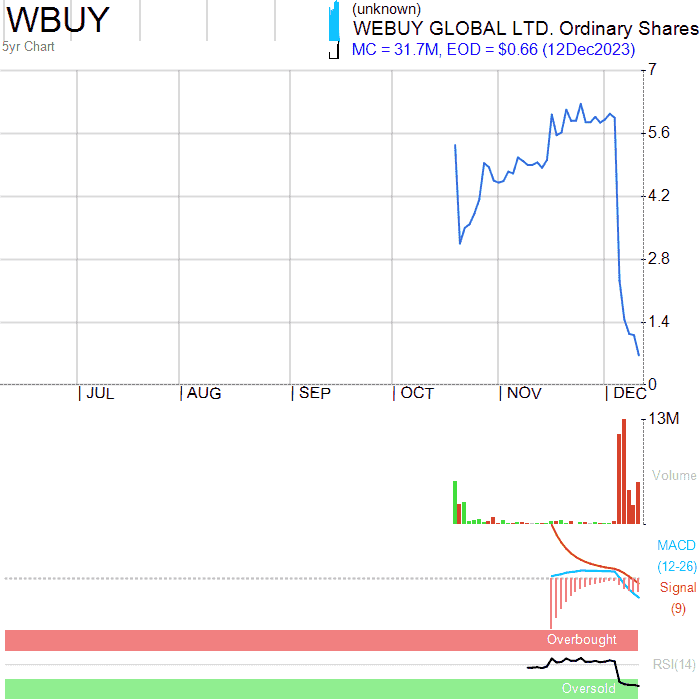 WBUY
5yr Chart
(unknown)
WEBUY GLOBAL LTD. Ordinary Shares
MC = 31.7M, EOD = $0.66 (12Dec2023)
7
5.6
4.2
2.8
1.4
0
JUL AUG SEP OCT NOV DEC
13M
Volume
MACD
(12-26)
Signal
(9)
Overbought
RSI(14)
Oversold